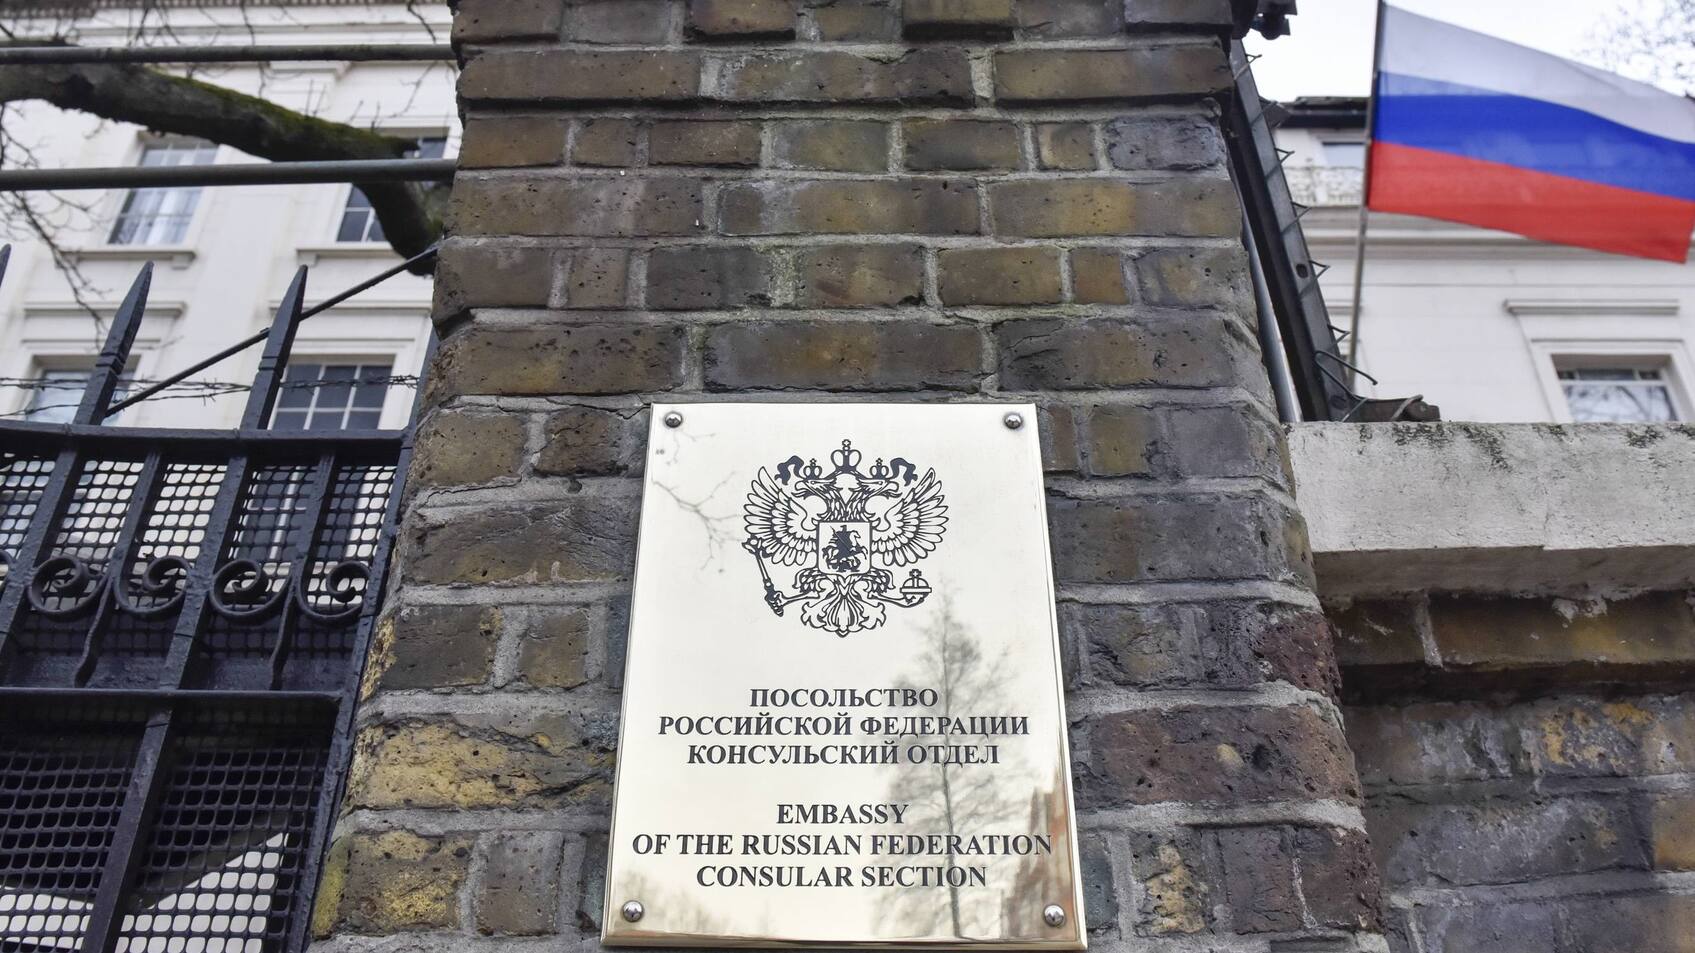 ПОСОЛЬСТВО
РОССИЙСКОЙ ФЕДЕРАЦИИ
КОНСУЛЬСКИЙ ОТДЕЛ
EMBASSY
OF THE RUSSIAN FEDERATION
CONSULAR SECTION